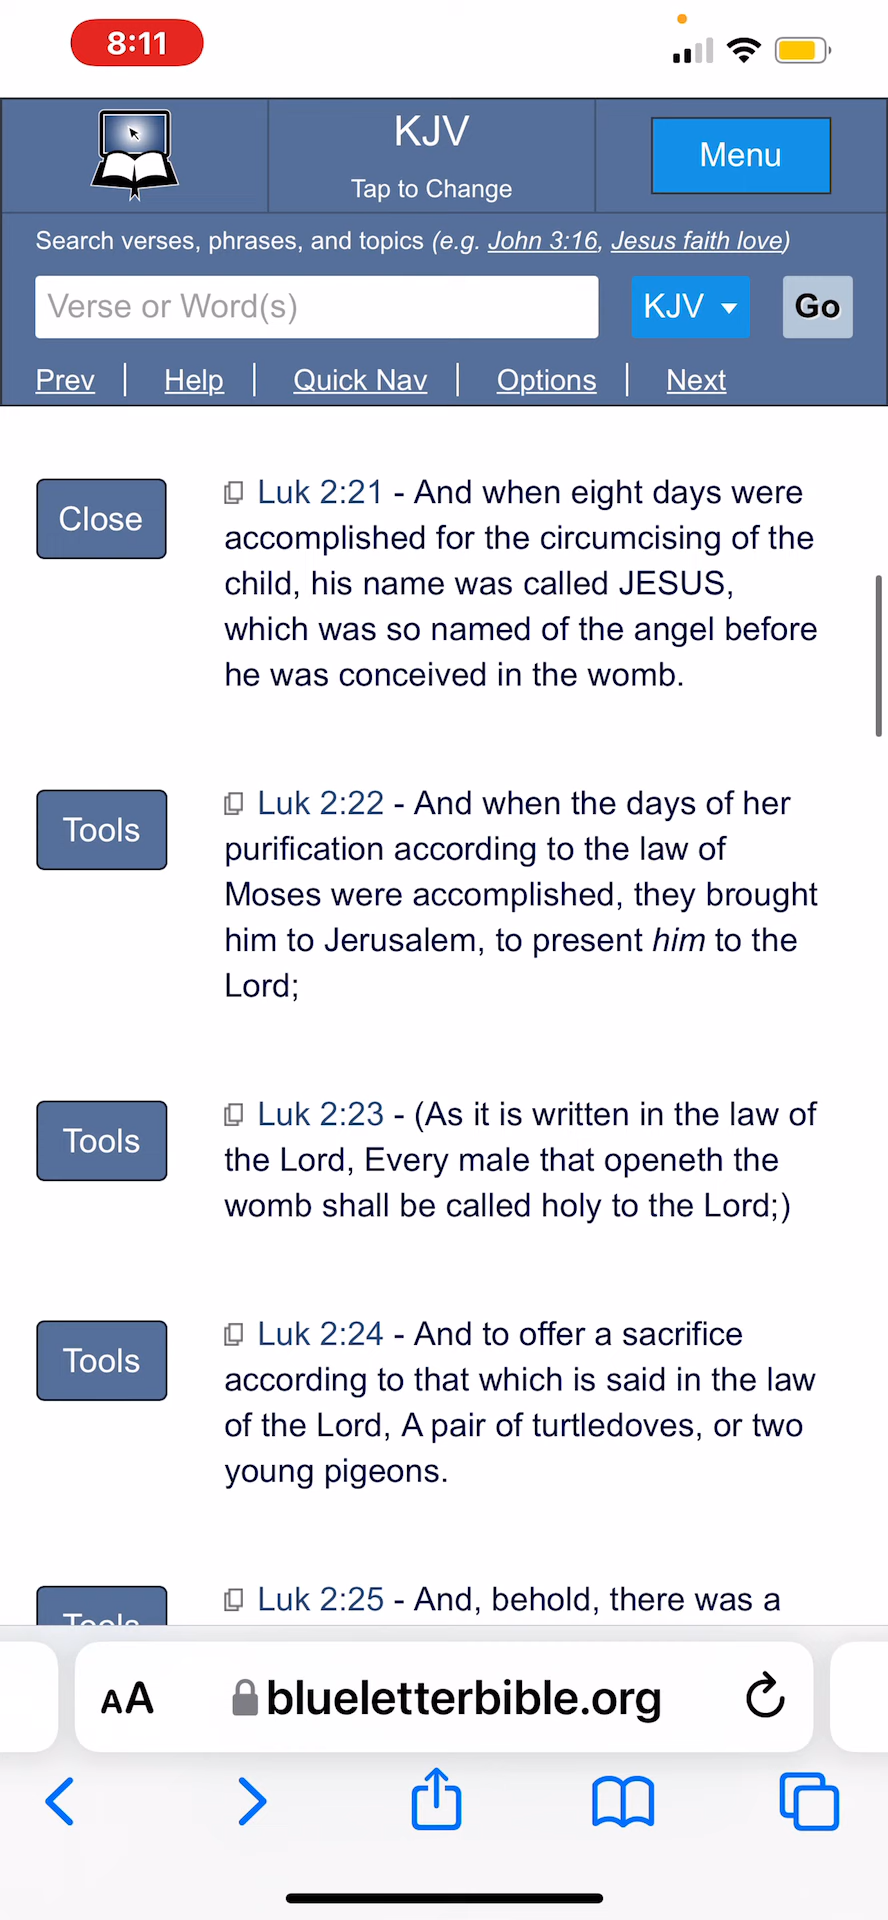 8:11
KJV
Tap to Change
Menu
Search verses, phrases, and topics (e.g. John 3:16, Jesus faith love)
Verse or Word(s)
KJV
Go
Prev | Help | Quick Nav | Options | Next
Close
Luk 2:21 - And when eight days were
accomplished for the circumcising of the
child, his name was called JESUS,
which was so named of the angel before
he was conceived in the womb.
Tools
Luk 2:22 - And when the days of her
purification according to the law of
Moses were accomplished, they brought
him to Jerusalem, to present him to the
Lord;
Tools
Luk 2:23 - (As it is written in the law of
the Lord, Every male that openeth the
womb shall be called holy to the Lord;)
Tools
Luk 2:24 - And to offer a sacrifice
according to that which is said in the law
of the Lord, A pair of turtledoves, or two
young pigeons.
Tools
Luk 2:25 - And, behold, there was a
AA
blueletterbible.org